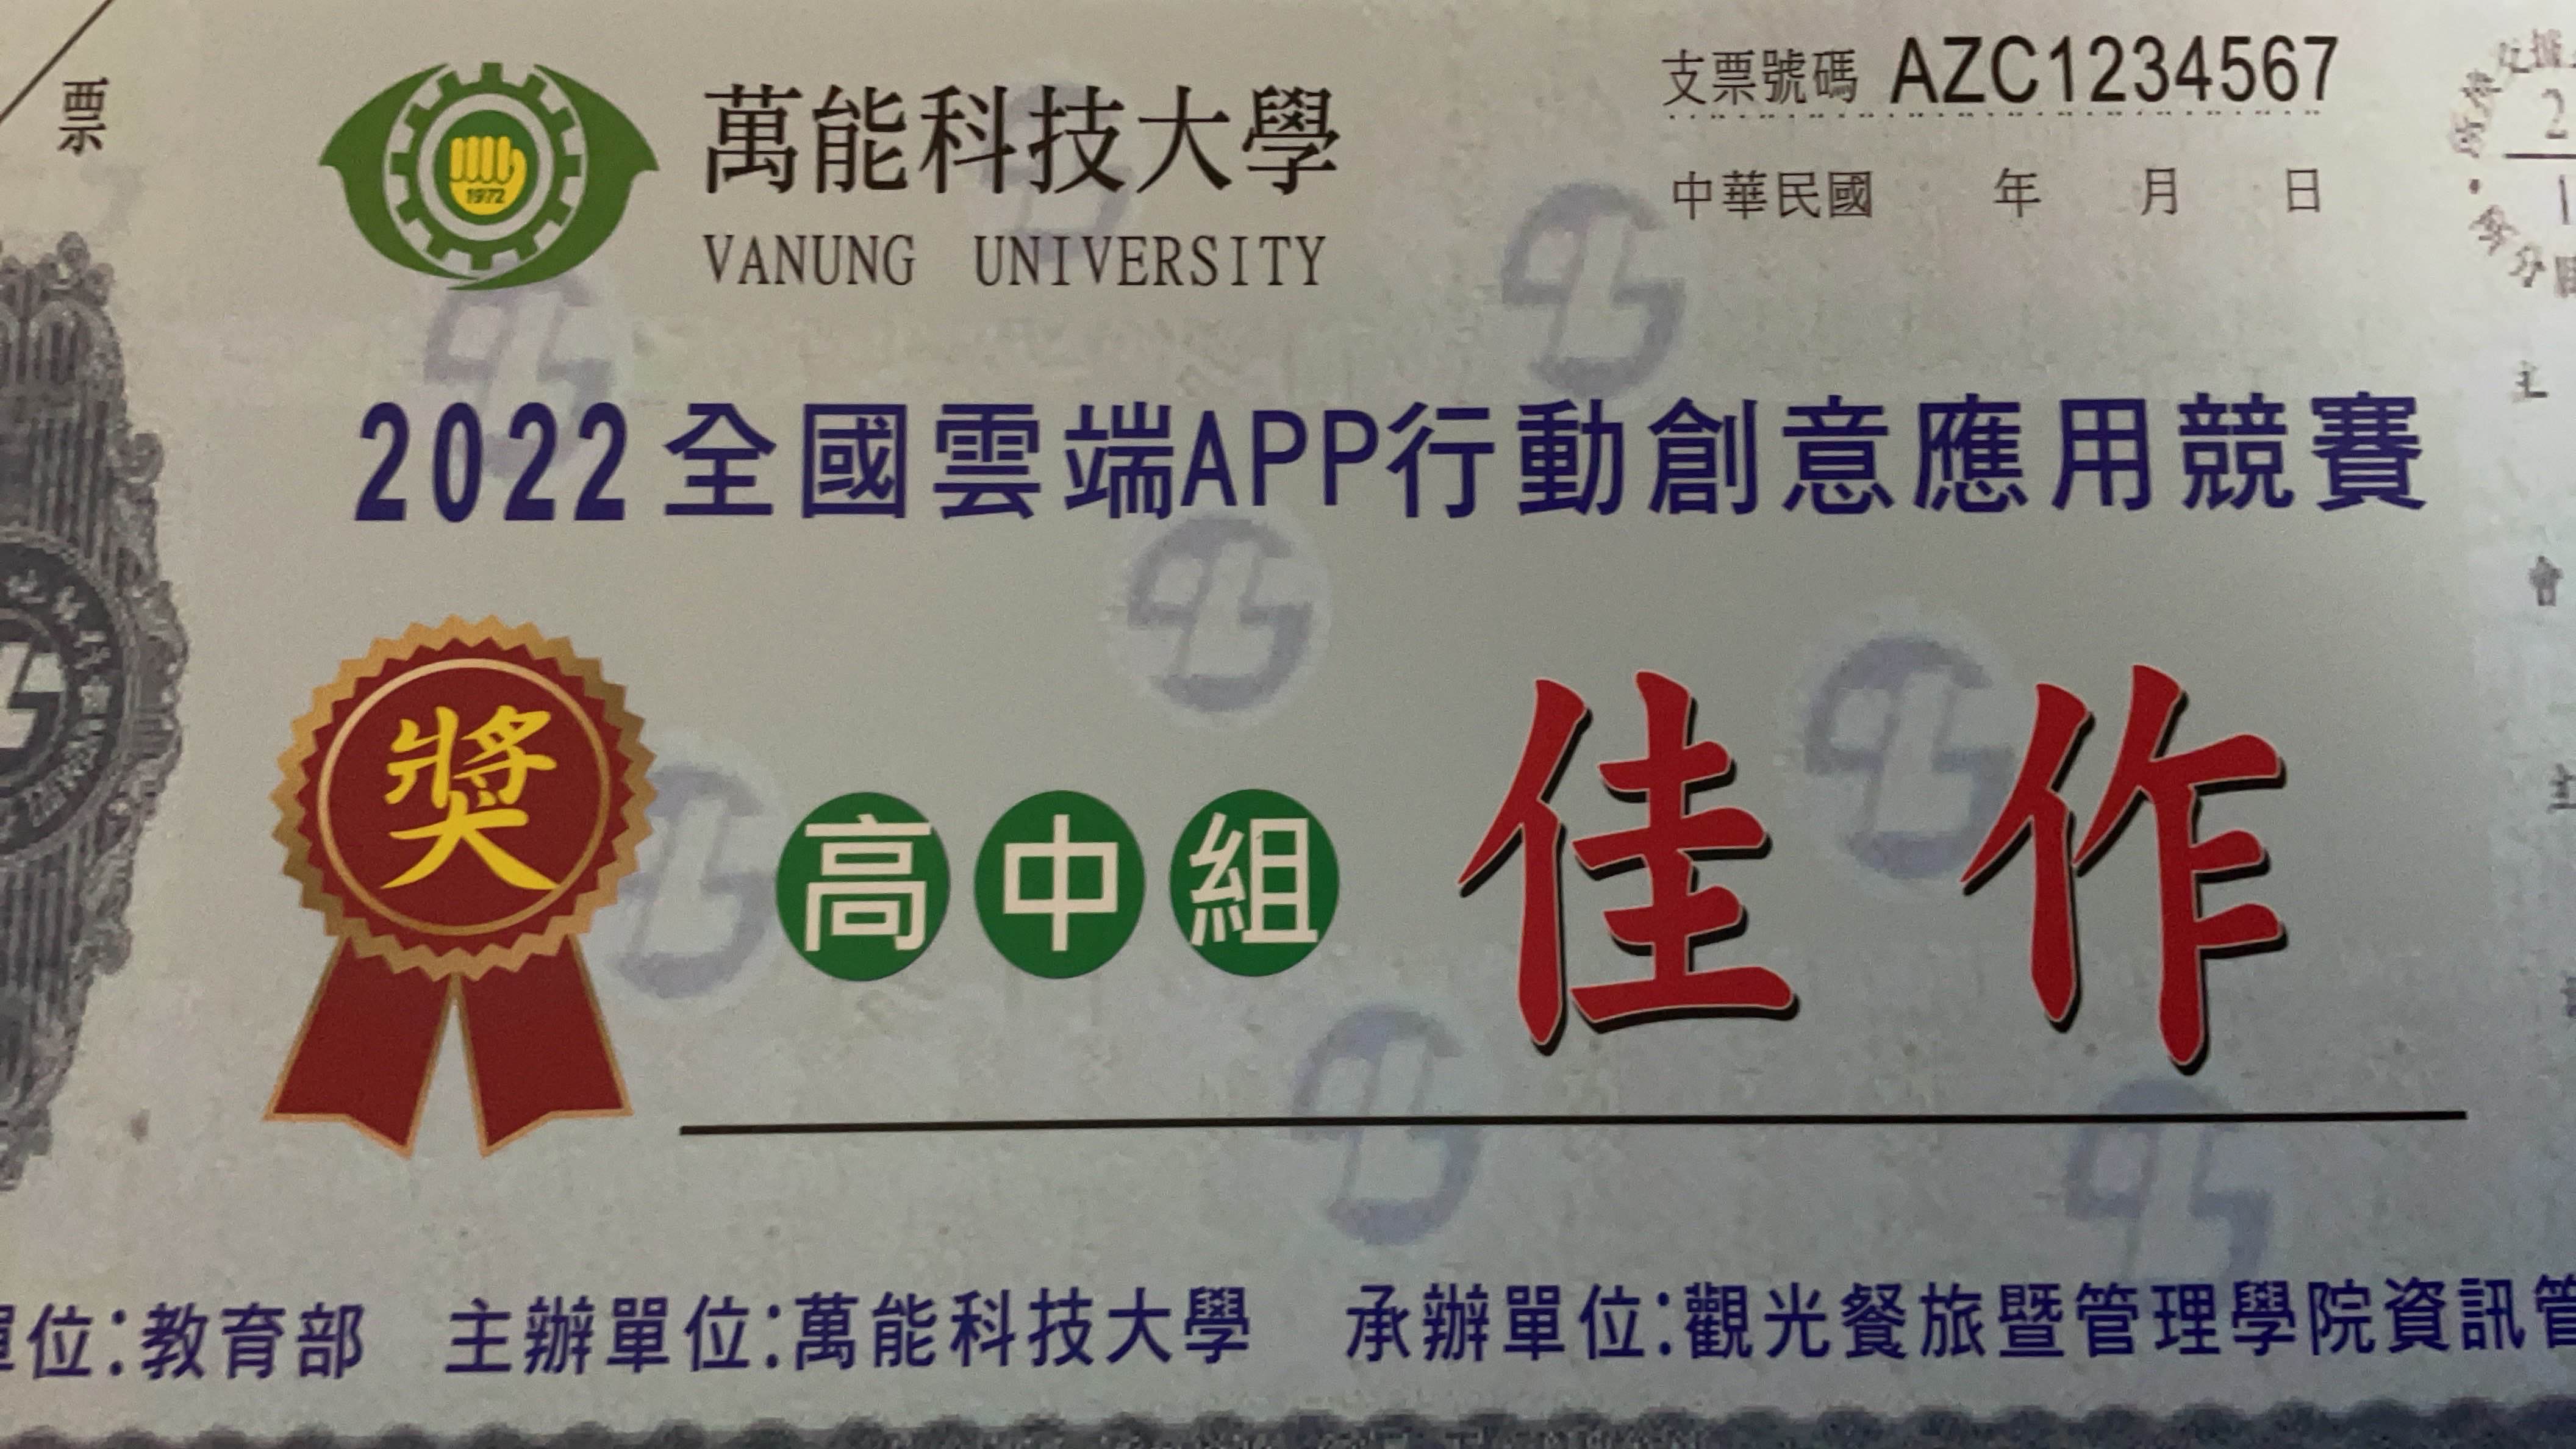 票
萬能科技大學
VANUNG UNIVERSITY
1972
支票號碼 AZC1234567
中華民國 年 月 日
2022全國雲端APP行動創意應用競賽
獎
高中組 佳作
單位:教育部 主辦單位:萬能科技大學 承辦單位:觀光餐旅暨管理學院資訊管